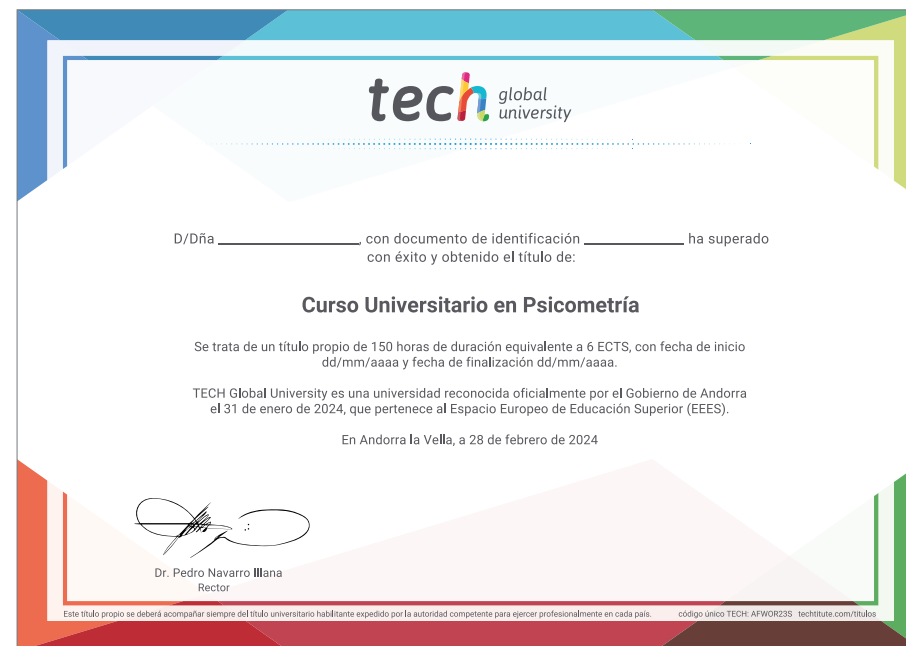 tech global university
D/Dña ____________________, con documento de identificación ______________ ha superado
con éxito y obtenido el título de:
Curso Universitario en Psicometría
Se trata de un título propio de 150 horas de duración equivalente a 6 ECTS, con fecha de inicio
dd/mm/aaaa y fecha de finalización dd/mm/aaaa.
TECH Global University es una universidad reconocida oficialmente por el Gobierno de Andorra
el 31 de enero de 2024, que pertenece al Espacio Europeo de Educación Superior (EEES).
En Andorra la Vella, a 28 de febrero de 2024
Dr. Pedro Navarro Illana
Rector
Este título propio se deberá acompañar siempre del título universitario habilitante expedido por la autoridad competente para ejercer profesionalmente en cada país. código único TECH: AFWOR23S techtitute.com/titulos